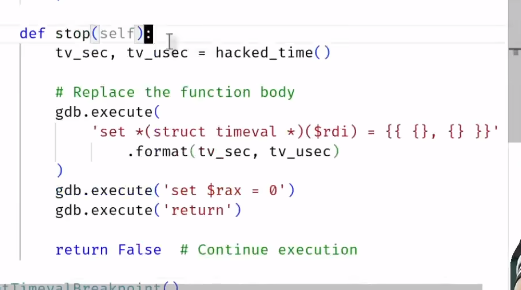 def stop(self):
    tv_sec, tv_usec = hacked_time()
    # Replace the function body
    gdb.execute(
        'set *(struct timeval *)($rdi) = {{ {}, {} }}'
            .format(tv_sec, tv_usec)
    )
    gdb.execute('set $rax = 0')
    gdb.execute('return')
    return False  # Continue execution
tTimevalBreakpoint()